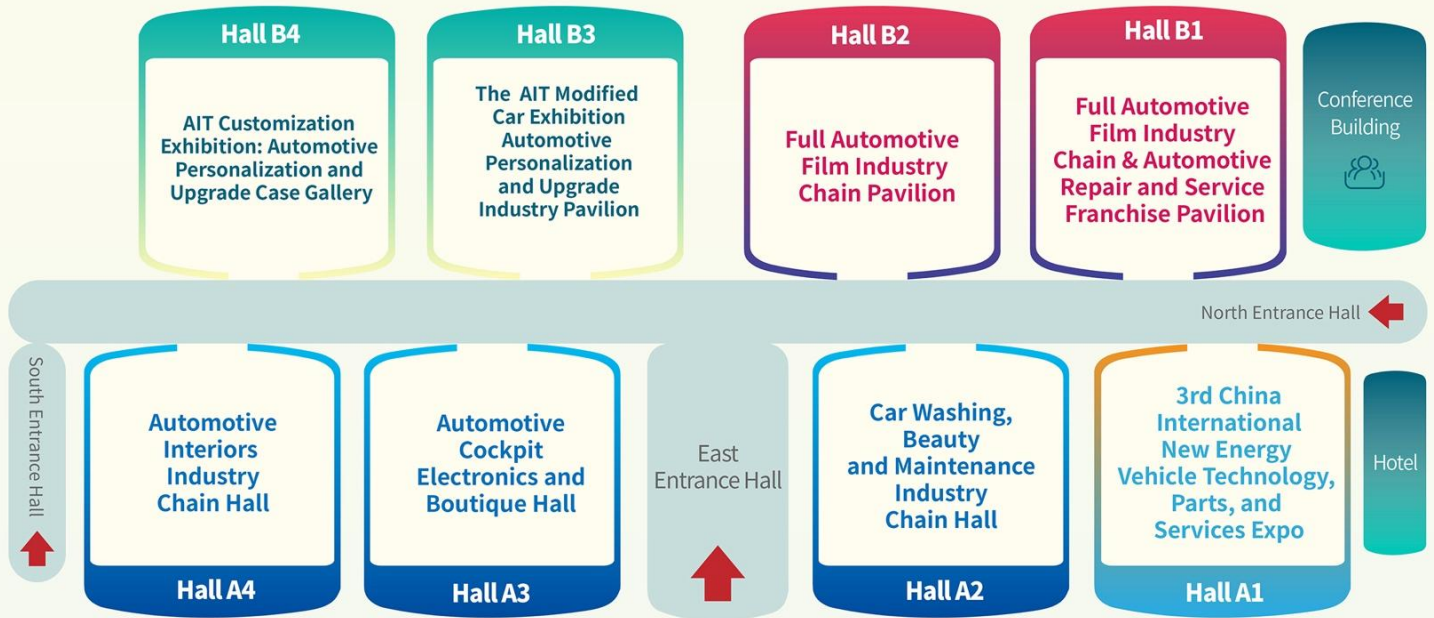 Hall B4
AIT Customization
Exhibition: Automotive
Personalization and
Upgrade Case Gallery
Hall B3
The AIT Modified
Car Exhibition
Automotive
Personalization
and Upgrade
Industry Pavilion
Hall B2
Full Automotive
Film Industry
Chain Pavilion
Hall B1
Full Automotive
Film Industry
Chain & Automotive
Repair and Service
Franchise Pavilion
Conference
Building
North Entrance Hall
South Entrance Hall
Automotive
Interiors
Industry
Chain Hall
Hall A4
Automotive
Cockpit
Electronics and
Boutique Hall
Hall A3
East
Entrance Hall
Car Washing,
Beauty
and Maintenance
Industry
Chain Hall
Hall A2
3rd China
International
New Energy
Vehicle Technology,
Parts, and
Services Expo
Hall A1
Hotel